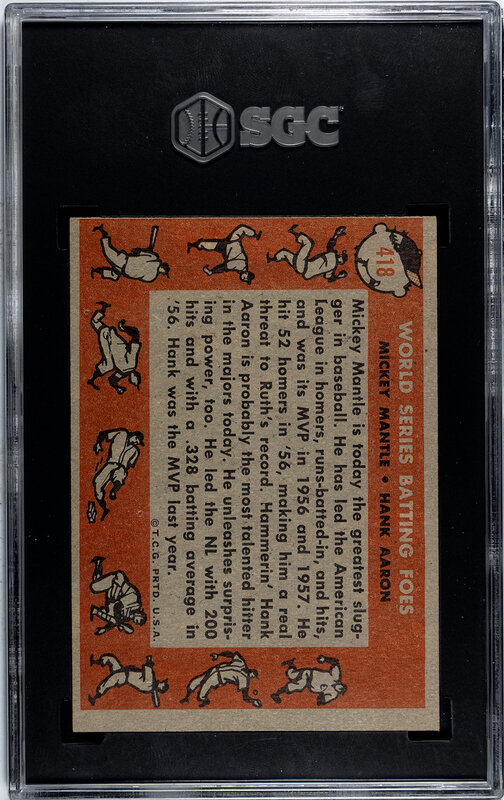 SGC
418
WORLD SERIES BATTING FOES
MICKEY MANTLE • HANK AARON
Mickey Mantle is today the greatest slug-
ger in baseball. He has led the American
League in homers, runs-batted-in, and hits,
and was its MVP in 1956 and 1957. He
hit 52 homers in '56, making him a real
threat to Ruth's record. Hammerin' Hank
Aaron is probably the most talented hitter
in the majors today. He unleashes surpris-
ing power, too. He led the NL with 200
hits and with a .328 batting average in
'56. Hank was the MVP last year.
© T.C.G. PRTD. U.S.A.